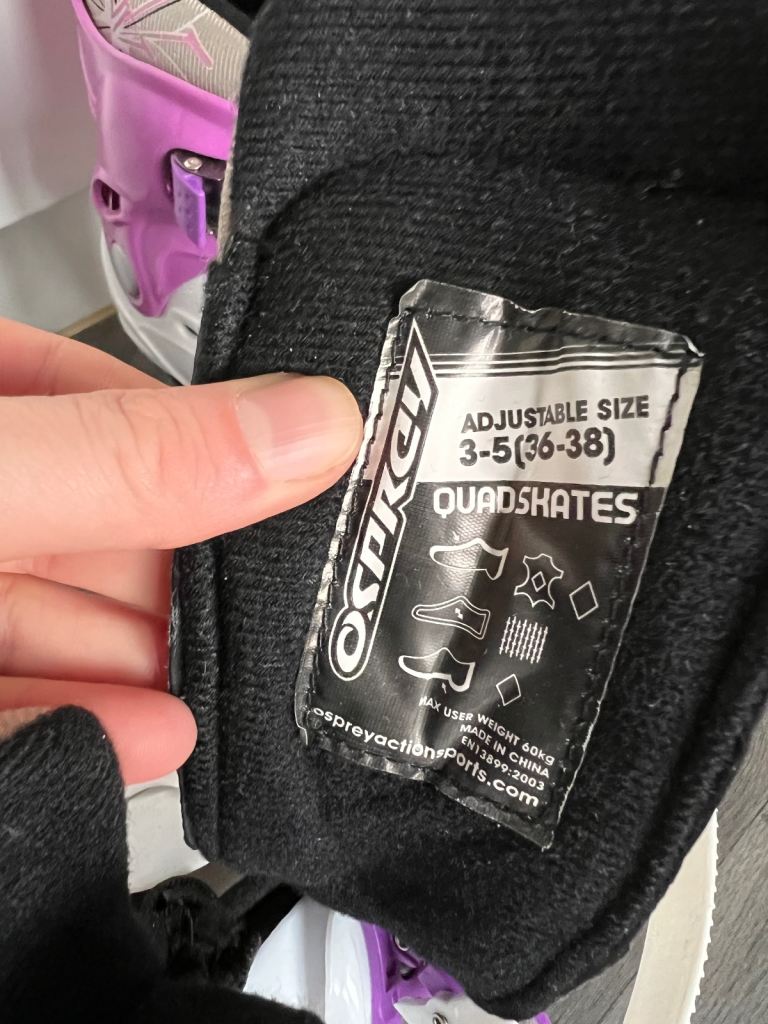 OSPREY
ADJUSTABLE SIZE
3-5(36-38)
QUADSKATES
MAX USER WEIGHT 60kg
MADE IN CHINA
EN13899:2003
ospreyactionsports.com